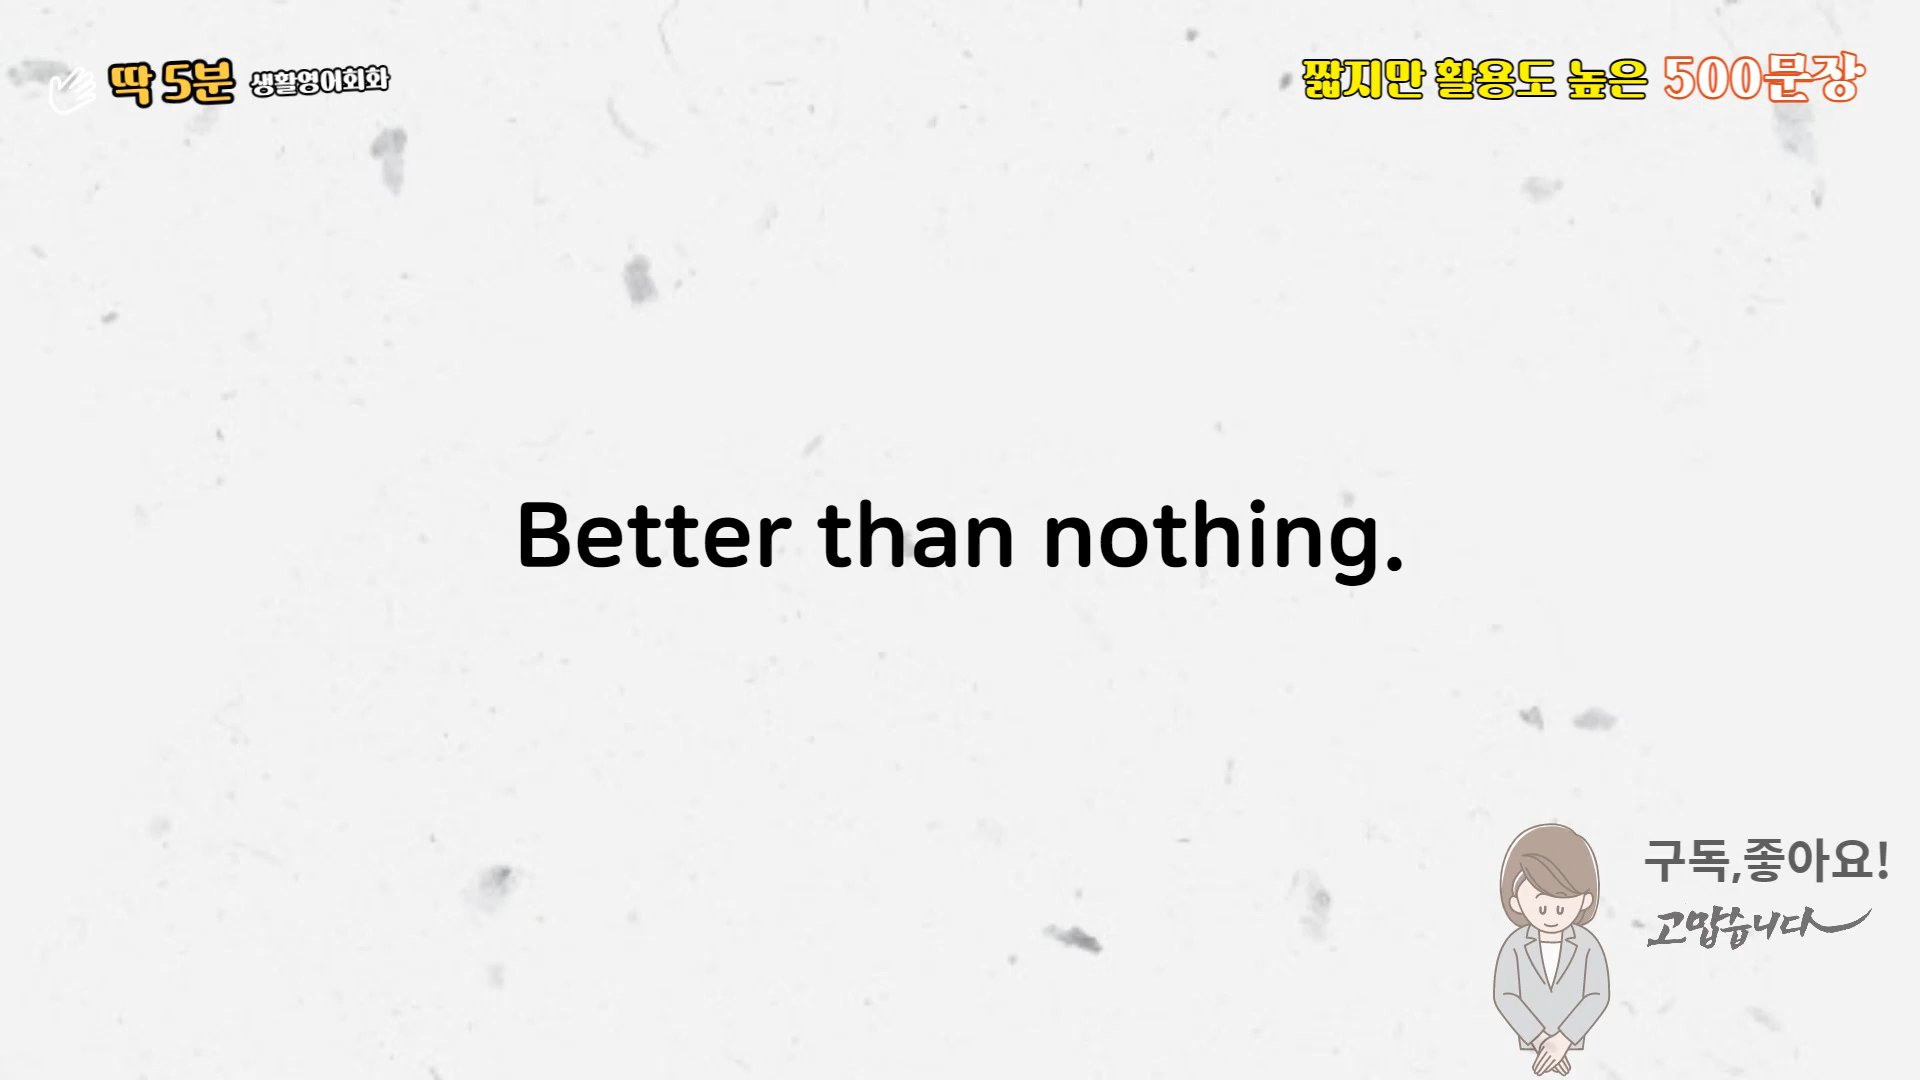 딱 5분 생활영어회화
짧지만 활용도 높은 500문장
Better than nothing.
구독,좋아요!
고맙습니다